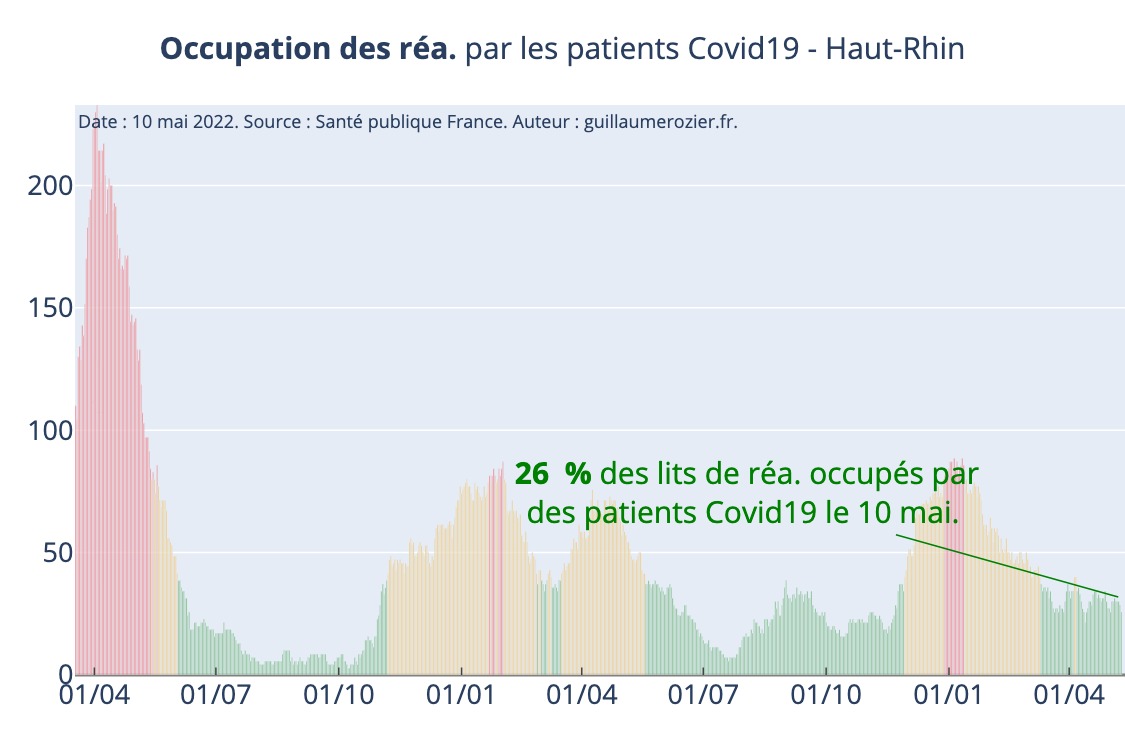 Occupation des réa. par les patients Covid19 - Haut-Rhin
Date : 10 mai 2022. Source : Santé publique France. Auteur : guillaumerozier.fr.
200
150
100
26  % des lits de réa. occupés par
des patients Covid19 le 10 mai.
50
0
01/04 01/07 01/10 01/01 01/04 01/07 01/10 01/01 01/04